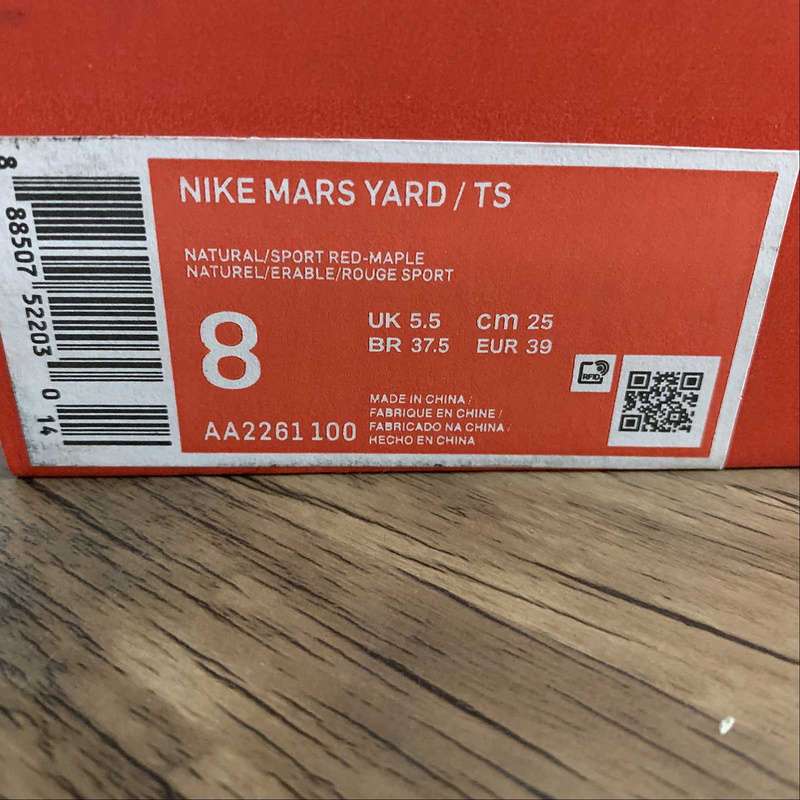 8 88507 52203 0 14
NIKE MARS YARD / TS
NATURAL/SPORT RED-MAPLE
NATUREL/ERABLE/ROUGE SPORT
8
UK 5.5 cm 25
BR 37.5 EUR 39
AA2261 100
MADE IN CHINA /
FABRIQUE EN CHINE /
FABRICADO NA CHINA /
HECHO EN CHINA
RFID